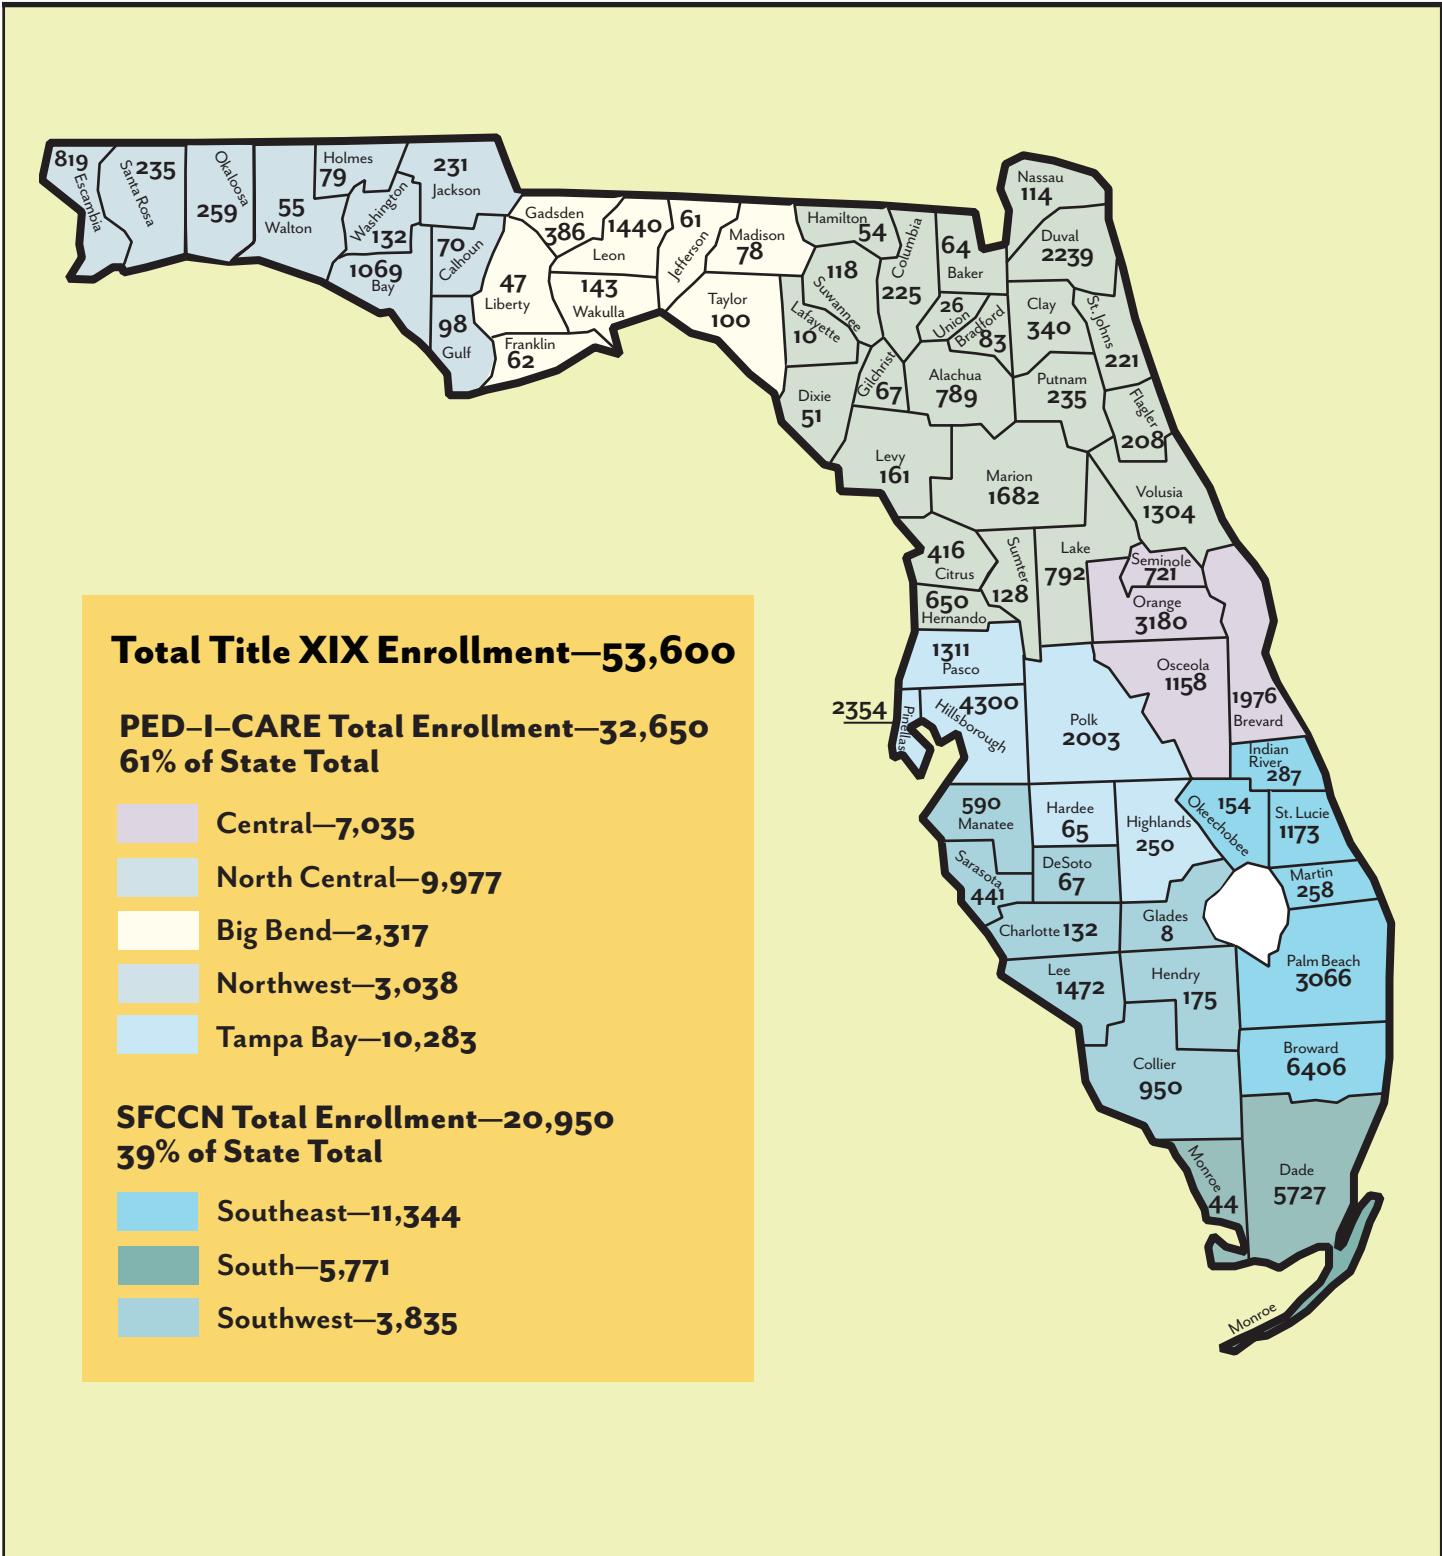 819
Escambia
Santa Rosa
235
Okaloosa
259
55
Walton
Holmes
79
Washington
132
231
Jackson
1069
Bay
70
Calhoun
98
Gulf
Gadsden
386
1440
Leon
47
Liberty
143
Wakulla
Franklin
62
61
Jefferson
Madison
78
Taylor
100
Hamilton
54
118
Suwannee
Lafayette
10
Columbia
225
64
Baker
Nassau
114
Duval
2239
26
Union
Bradford
83
Clay
340
St. Johns
221
Dixie
51
Gilchrist
67
Alachua
789
Putnam
235
Flagler
208
Levy
161
Marion
1682
Volusia
1304
416
Citrus
Sumter
128
Lake
792
Seminole
721
650
Hernando
Orange
3180
1311
Pasco
Osceola
1158
1976
Brevard
2354
Pinellas
Hillsborough
4300
Polk
2003
Indian
River
287
590
Manatee
Hardee
65
Highlands
250
154
Okeechobee
St. Lucie
1173
Sarasota
441
DeSoto
67
Martin
258
Charlotte 132
Glades
8
Lee
1472
Hendry
175
Palm Beach
3066
Collier
950
Broward
6406
Monroe
44
Dade
5727
Monroe
Total Title XIX Enrollment—53,600
PED–I–CARE Total Enrollment—32,650
61% of State Total
Central—7,035
North Central—9,977
Big Bend—2,317
Northwest—3,038
Tampa Bay—10,283
SFCCN Total Enrollment—20,950
39% of State Total
Southeast—11,344
South—5,771
Southwest—3,835